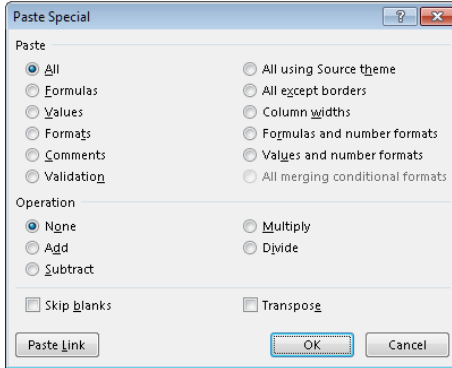 Paste Special
Paste
All
All using Source theme
Formulas
All except borders
Values
Column widths
Formats
Formulas and number formats
Comments
Values and number formats
Validation
All merging conditional formats
Operation
None
Multiply
Add
Divide
Subtract
Skip blanks
Transpose
Paste Link
OK
Cancel